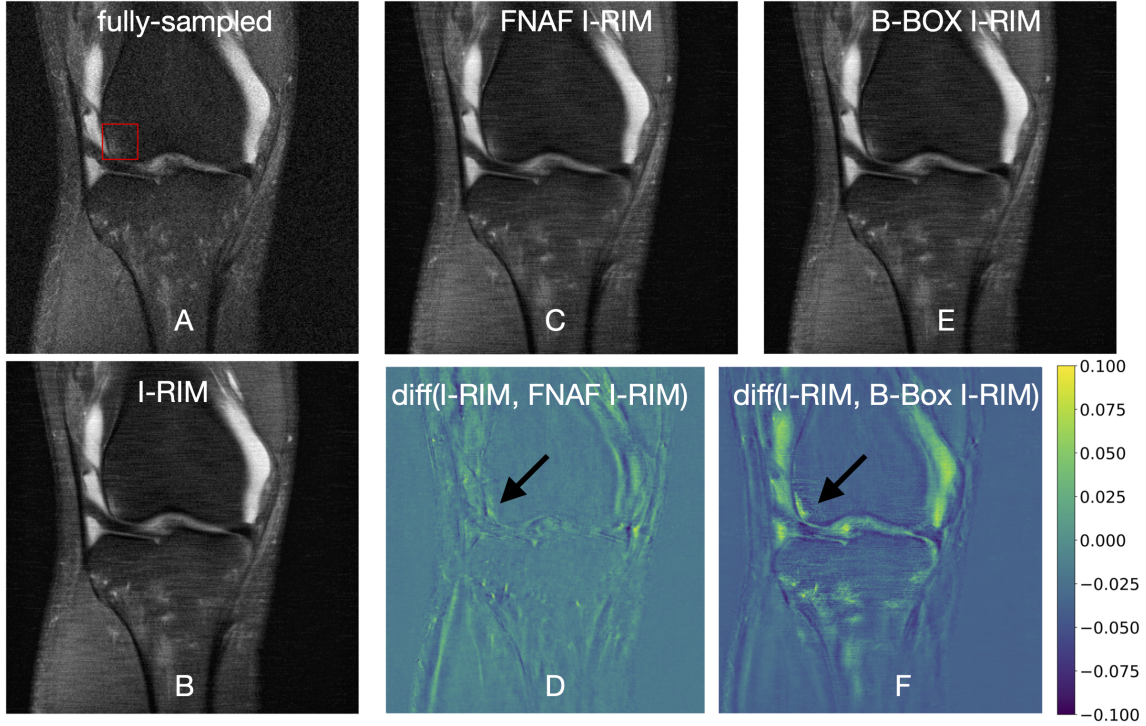 fully-sampled
FNAF I-RIM
B-BOX I-RIM
A
C
E
I-RIM
diff(I-RIM, FNAF I-RIM)
diff(I-RIM, B-Box I-RIM)
B
D
F
0.100
0.075
0.050
0.025
0.000
−0.025
−0.050
−0.075
−0.100